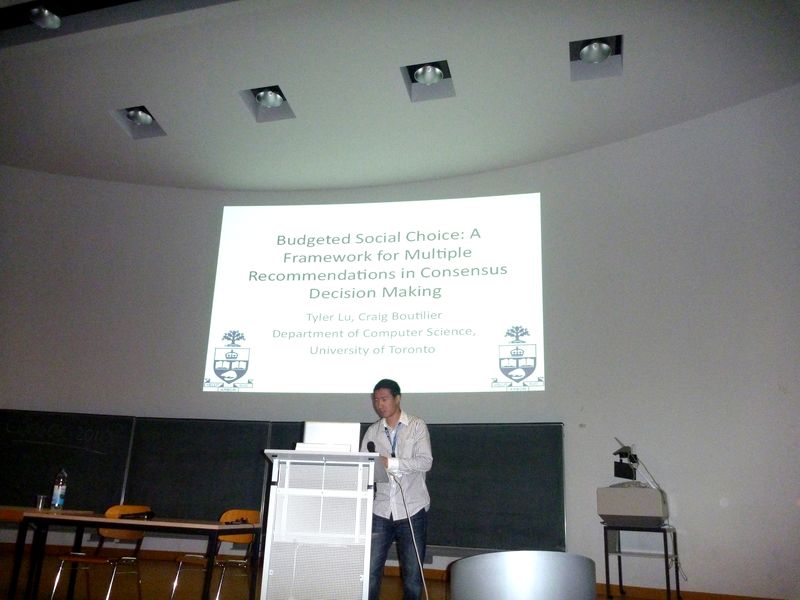 Budgeted Social Choice: A
Framework for Multiple
Recommendations in Consensus
Decision Making
Tyler Lu, Craig Boutilier
Department of Computer Science,
University of Toronto